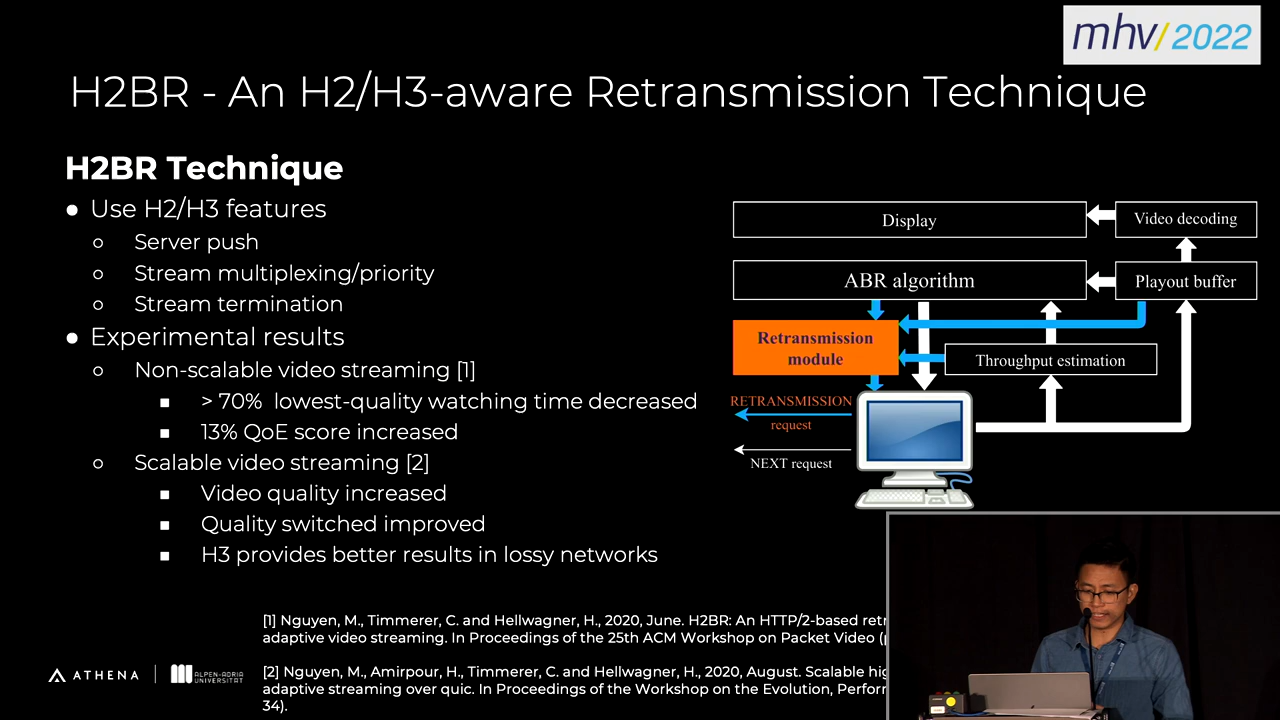 mhv/2022
H2BR - An H2/H3-aware Retransmission Technique
H2BR Technique
● Use H2/H3 features
○ Server push
○ Stream multiplexing/priority
○ Stream termination
● Experimental results
○ Non-scalable video streaming [1]
■ > 70% lowest-quality watching time decreased
■ 13% QoE score increased
○ Scalable video streaming [2]
■ Video quality increased
■ Quality switched improved
■ H3 provides better results in lossy networks
Display
Video decoding
ABR algorithm
Playout buffer
Retransmission
module
Throughput estimation
RETRANSMISSION
request
NEXT request
[1] Nguyen, M., Timmerer, C. and Hellwagner, H., 2020, June. H2BR: An HTTP/2-based
adaptive video streaming. In Proceedings of the 25th ACM Workshop on Packet Video
[2] Nguyen, M., Amirpour, H., Timmerer, C. and Hellwagner, H., 2020, August. Scalable
adaptive streaming over quic. In Proceedings of the Workshop on the Evolution,
34).
ATHENA
ALPEN-ADRIA
UNIVERSITÄT